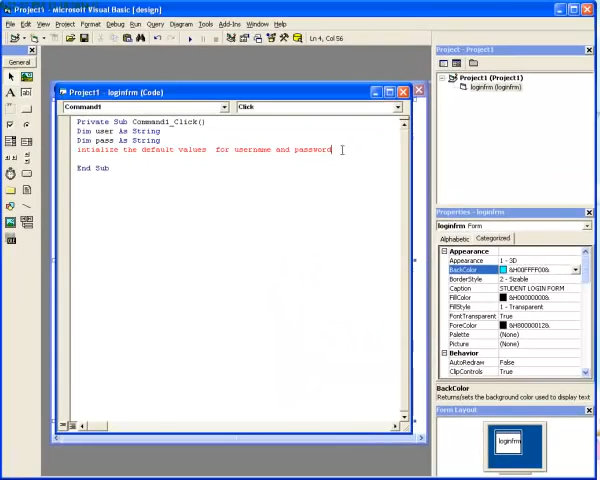 Project1 - Microsoft Visual Basic [design]
File Edit View Project Format Debug Run Query Diagram Tools Add-Ins Window Help
Ln 4, Col 56
General
Project1 - loginfrm (Code)
Command1 Click
Private Sub Command1_Click()
Dim user As String
Dim pass As String
intialize the default values for username and password
End Sub
Project - Project1
Project1 (Project1)
loginfrm (loginfrm)
Properties - loginfrm
loginfrm Form
Alphabetic Categorized
Appearance
Appearance 1 - 3D
BackColor &H00FFFF00&
BorderStyle 2 - Sizable
Caption STUDENT LOGIN FORM
FillColor &H00000000&
FillStyle 1 - Transparent
FontTransparent True
ForeColor &H80000012&
Palette (None)
Picture (None)
Behavior
AutoRedraw False
ClipControls True
BackColor
Returns/sets the background color used to display text
Form Layout
loginfrm